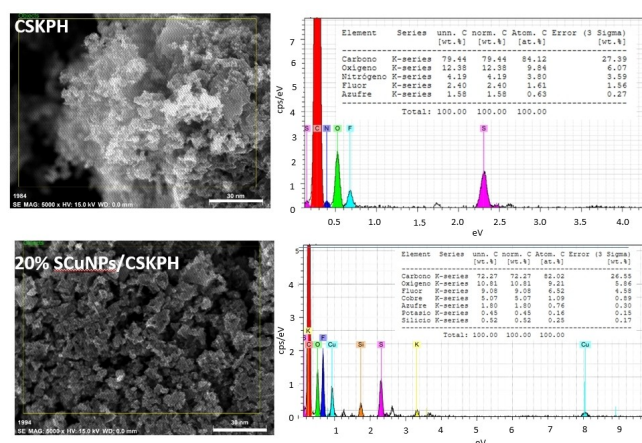 CSKPH
1984
SE MAG: 5000 x HV: 15.0 kV WD: 0.0 mm
30 nm
cps/eV
7
6
5
4
3
2
1
0
Element Series unn. C norm. C Atom. C Error (3 Sigma)
[wt.%] [wt.%] [at.%] [wt.%]
Carbono K-series 79.44 79.44 84.12 27.39
Oxigeno K-series 12.38 12.38 9.84 6.07
Nitrógeno K-series 4.19 4.19 3.80 3.59
Fluor K-series 2.40 2.40 1.61 1.56
Azufre K-series 1.58 1.58 0.63 0.27
Total: 100.00 100.00 100.00
S C N O F S
0.5 1.0 1.5 2.0 2.5 3.0 3.5 4.0
eV
20% SCuNPs/CSKPH
1994
SE MAG: 5000 x HV: 15.0 kV WD: 0.0 mm
30 nm
cps/eV
5
4
3
2
1
0
Element Series unn. C norm. C Atom. C Error (3 Sigma)
[wt.%] [wt.%] [at.%] [wt.%]
Carbono K-series 72.27 72.27 82.02 26.55
Oxigeno K-series 10.81 10.81 9.21 5.86
Fluor K-series 9.08 9.08 6.52 4.58
Cobre K-series 5.07 5.07 1.09 0.89
Azufre K-series 1.80 1.80 0.76 0.30
Potasio K-series 0.45 0.45 0.16 0.15
Silicio K-series 0.52 0.52 0.25 0.17
Total: 100.00 100.00 100.00
K
S F
C O Cu Si S K Cu
1 2 3 4 5 6 7 8 9
eV